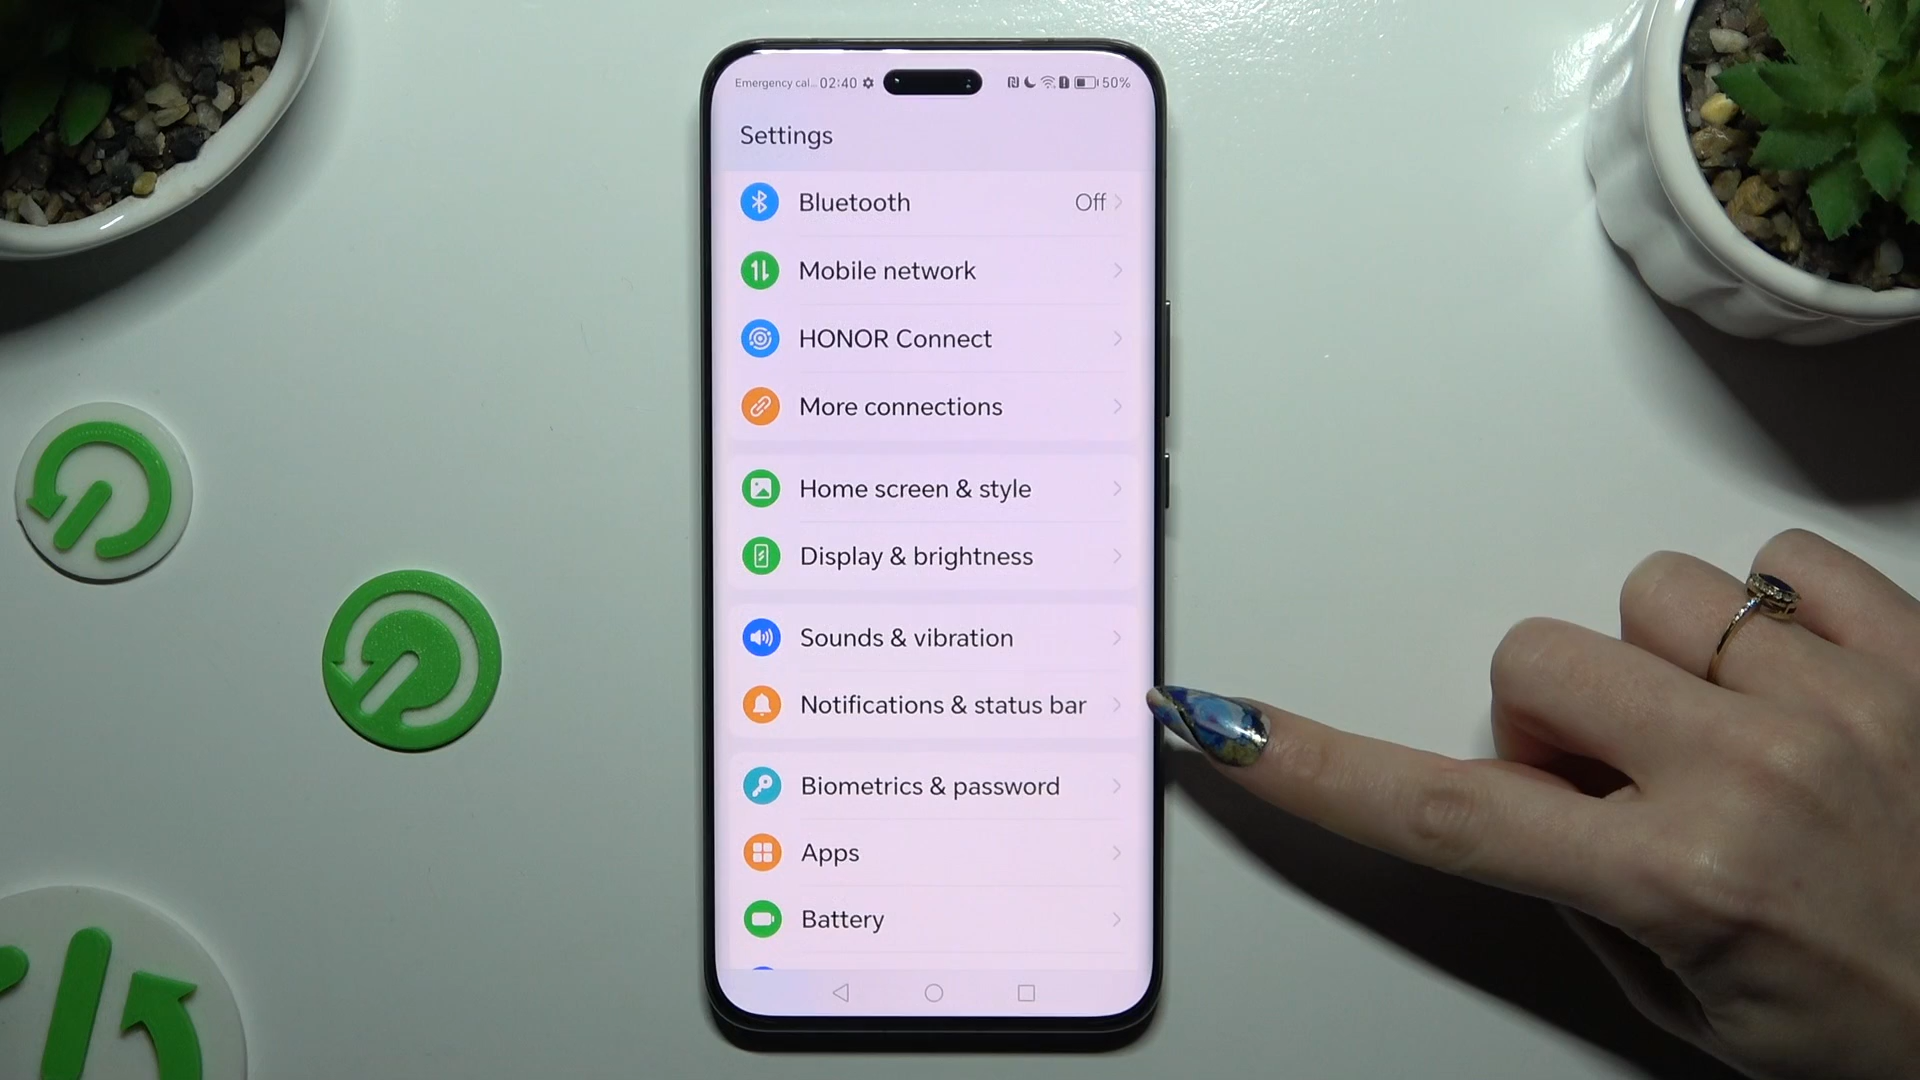 Emergency cal... 02:40 50%
Settings
Bluetooth Off
Mobile network
HONOR Connect
More connections
Home screen & style
Display & brightness
Sounds & vibration
Notifications & status bar
Biometrics & password
Apps
Battery